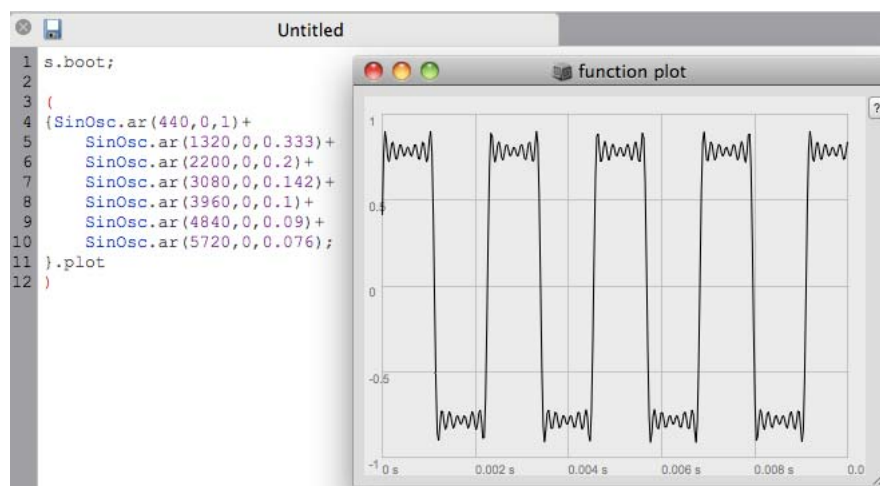 Untitled
1 s.boot;
2
3 (
4 {SinOsc.ar(440,0,1)+
5 SinOsc.ar(1320,0,0.333)+
6 SinOsc.ar(2200,0,0.2)+
7 SinOsc.ar(3080,0,0.142)+
8 SinOsc.ar(3960,0,0.1)+
9 SinOsc.ar(4840,0,0.09)+
10 SinOsc.ar(5720,0,0.076);
11 }.plot
12 )
function plot
?
1
0.5
0
-0.5
-1
0 s 0.002 s 0.004 s 0.006 s 0.008 s 0.0